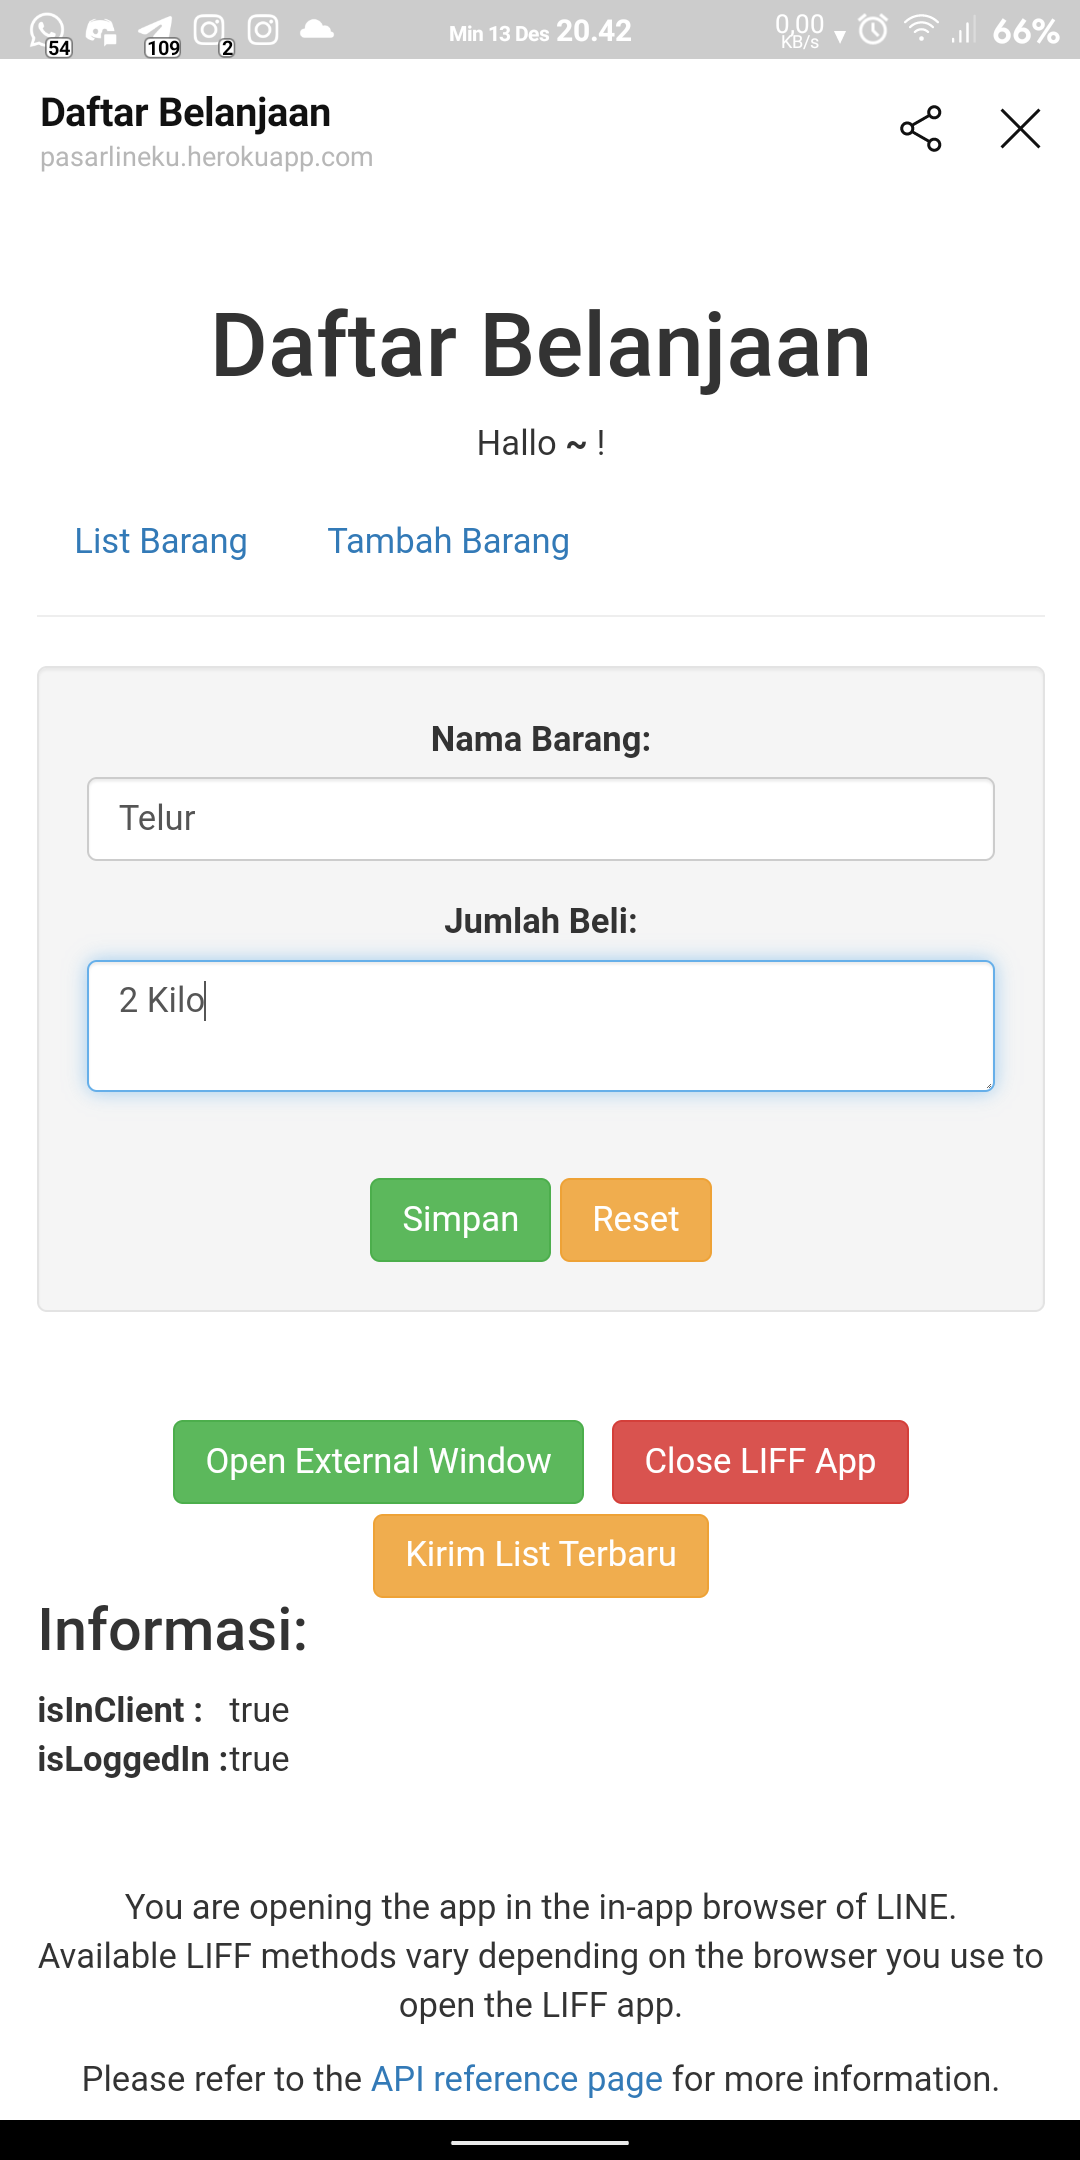 54 109 2 Min 13 Des 20.42 0,00 KB/s 66%
Daftar Belanjaan
pasarlineku.herokuapp.com
Daftar Belanjaan
Hallo ~ !
List Barang Tambah Barang
Nama Barang:
Telur
Jumlah Beli:
2 Kilo
Simpan Reset
Open External Window Close LIFF App
Kirim List Terbaru
Informasi:
isInClient : true
isLoggedIn :true
You are opening the app in the in-app browser of LINE.
Available LIFF methods vary depending on the browser you use to
open the LIFF app.
Please refer to the API reference page for more information.